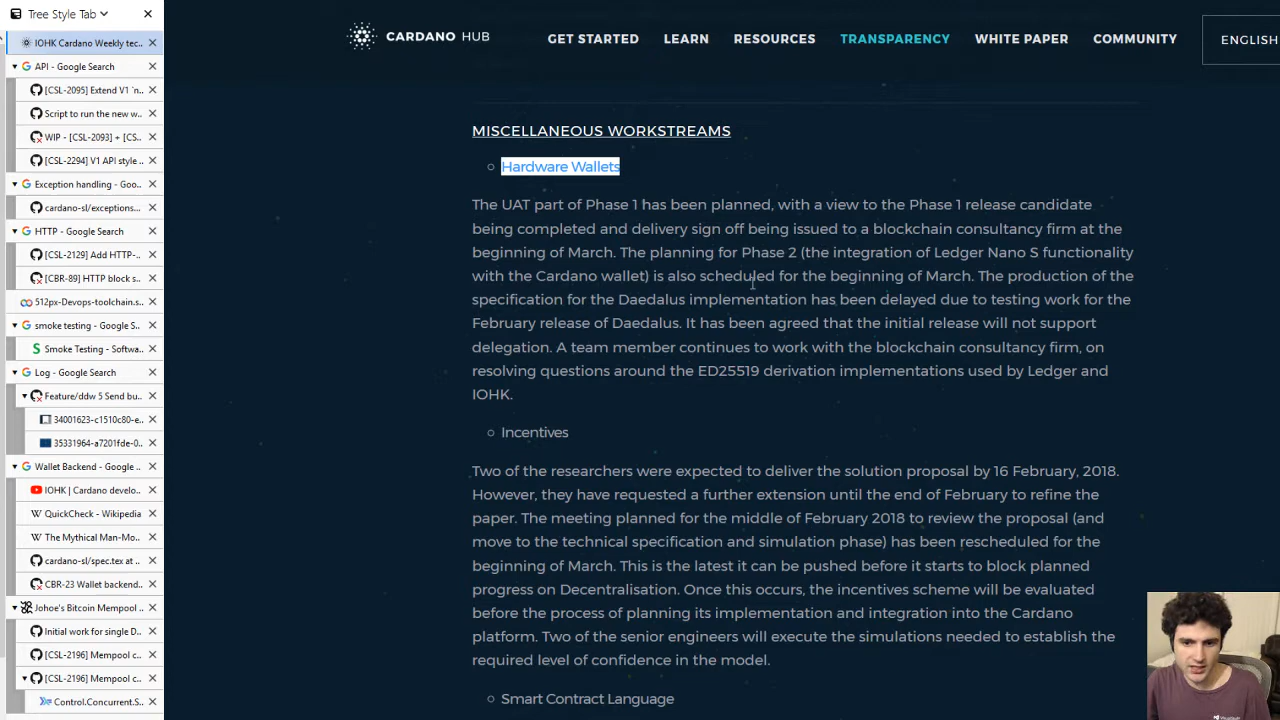 Tree Style Tab
IOHK Cardano Weekly tec...
API - Google Search
[CSL-2095] Extend V1 `n..
Script to run the new w..
WIP - [CSL-2093] + [CS..
[CSL-2294] V1 API style ..
Exception handling - Goo..
cardano-sl/exceptions...
HTTP - Google Search
[CSL-2129] Add HTTP-..
[CBR-89] HTTP block s..
512px-Devops-toolchain.s..
smoke testing - Google S..
Smoke Testing - Softwa..
Log - Google Search
Feature/ddw 5 Send bu..
34001623-c1510c80-e..
35331964-a7201fde-0..
Wallet Backend - Google ..
IOHK | Cardano develo..
QuickCheck - Wikipedia
The Mythical Man-Mo..
cardano-sl/spec.tex at ..
CBR-23 Wallet backend..
Johoe's Bitcoin Mempool ..
Initial work for single D..
[CSL-2196] Mempool c..
[CSL-2196] Mempool c..
Control.Concurrent.S..
CARDANO HUB
GET STARTED LEARN RESOURCES TRANSPARENCY WHITE PAPER COMMUNITY ENGLISH
MISCELLANEOUS WORKSTREAMS
Hardware Wallets
The UAT part of Phase 1 has been planned, with a view to the Phase 1 release candidate
being completed and delivery sign off being issued to a blockchain consultancy firm at the
beginning of March. The planning for Phase 2 (the integration of Ledger Nano S functionality
with the Cardano wallet) is also scheduled for the beginning of March. The production of the
specification for the Daedalus implementation has been delayed due to testing work for the
February release of Daedalus. It has been agreed that the initial release will not support
delegation. A team member continues to work with the blockchain consultancy firm, on
resolving questions around the ED25519 derivation implementations used by Ledger and
IOHK.
Incentives
Two of the researchers were expected to deliver the solution proposal by 16 February, 2018.
However, they have requested a further extension until the end of February to refine the
paper. The meeting planned for the middle of February 2018 to review the proposal (and
move to the technical specification and simulation phase) has been rescheduled for the
beginning of March. This is the latest it can be pushed before it starts to block planned
progress on Decentralisation. Once this occurs, the incentives scheme will be evaluated
before the process of planning its implementation and integration into the Cardano
platform. Two of the senior engineers will execute the simulations needed to establish the
required level of confidence in the model.
Smart Contract Language